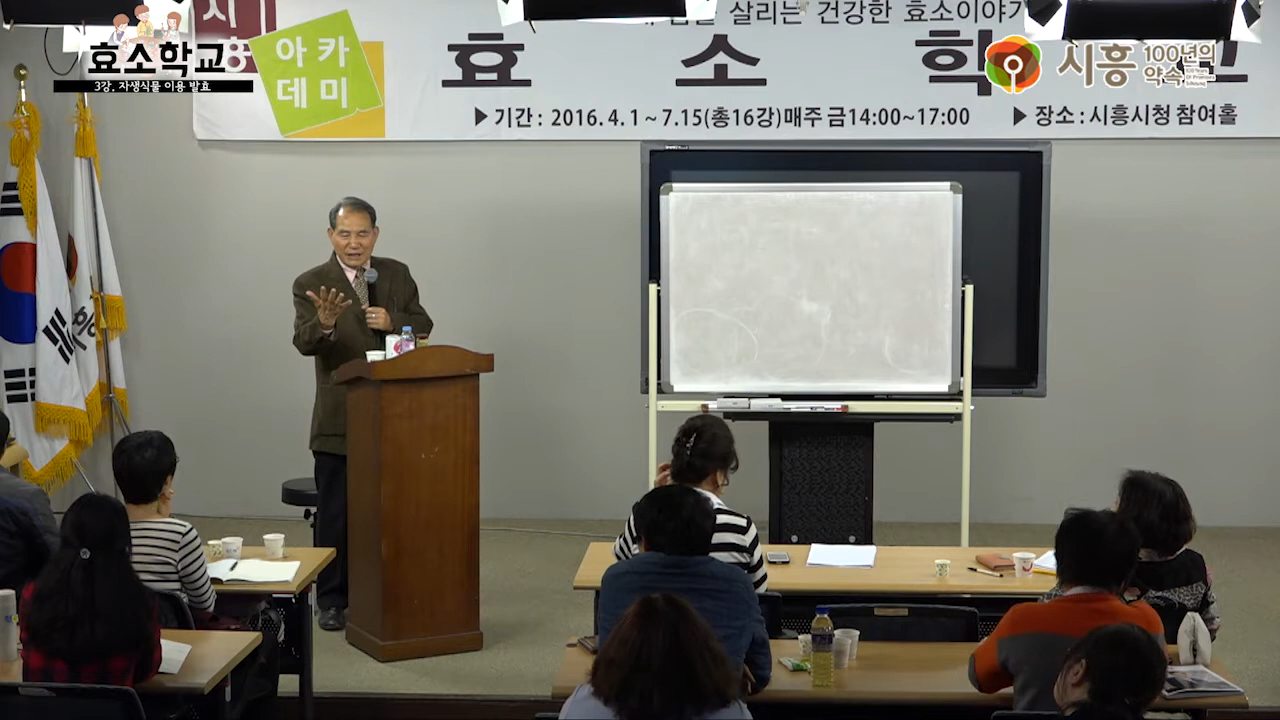 효소학교
3강. 자생식물 이용 발효
아카
데미
살리는 건강한 효소이야기
효 소 학 교
▶기간 : 2016. 4. 1 ~ 7.15(총16강) 매주 금14:00~17:00
▶장소 : 시흥시청 참여홀
시흥
100년의
약속